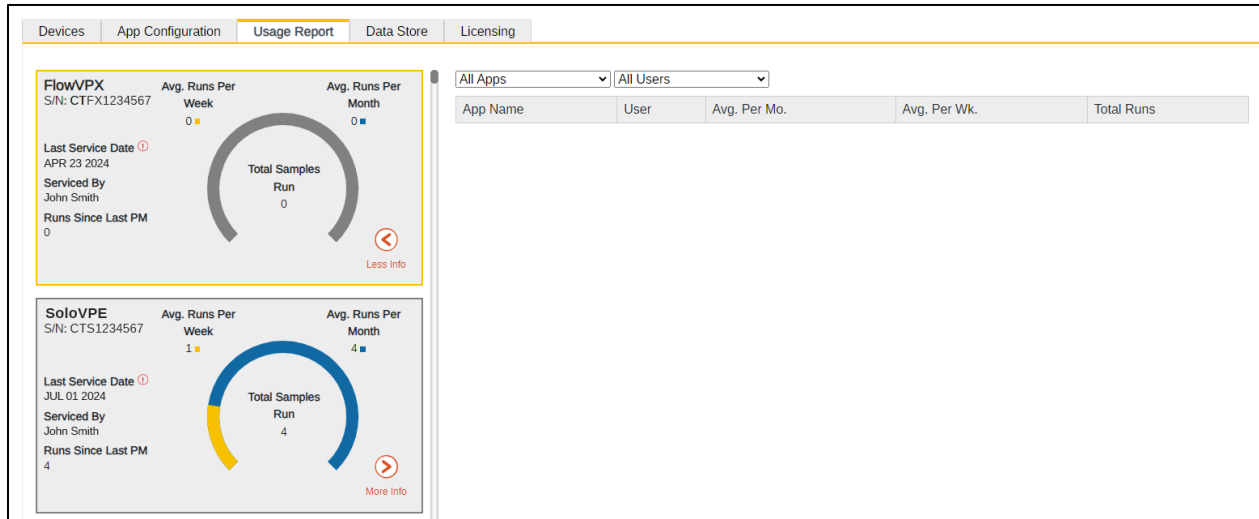 Devices App Configuration Usage Report Data Store Licensing
FlowVPX
S/N: CTFX1234567
Avg. Runs Per
Week
0
Avg. Runs Per
Month
0
Last Service Date
APR 23 2024
Serviced By
John Smith
Runs Since Last PM
0
Total Samples
Run
0
Less Info
SoloVPE
S/N: CTS1234567
Avg. Runs Per
Week
1
Avg. Runs Per
Month
4
Last Service Date
JUL 01 2024
Serviced By
John Smith
Runs Since Last PM
4
Total Samples
Run
4
More Info
All Apps All Users
App Name User Avg. Per Mo. Avg. Per Wk. Total Runs